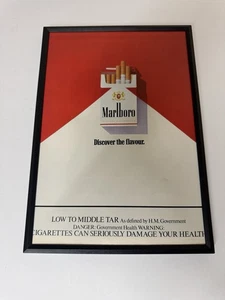 Marlboro
Discover the flavour.
LOW TO MIDDLE TAR As defined by H.M. Government
DANGER: Government Health WARNING:
CIGARETTES CAN SERIOUSLY DAMAGE YOUR HEALTH